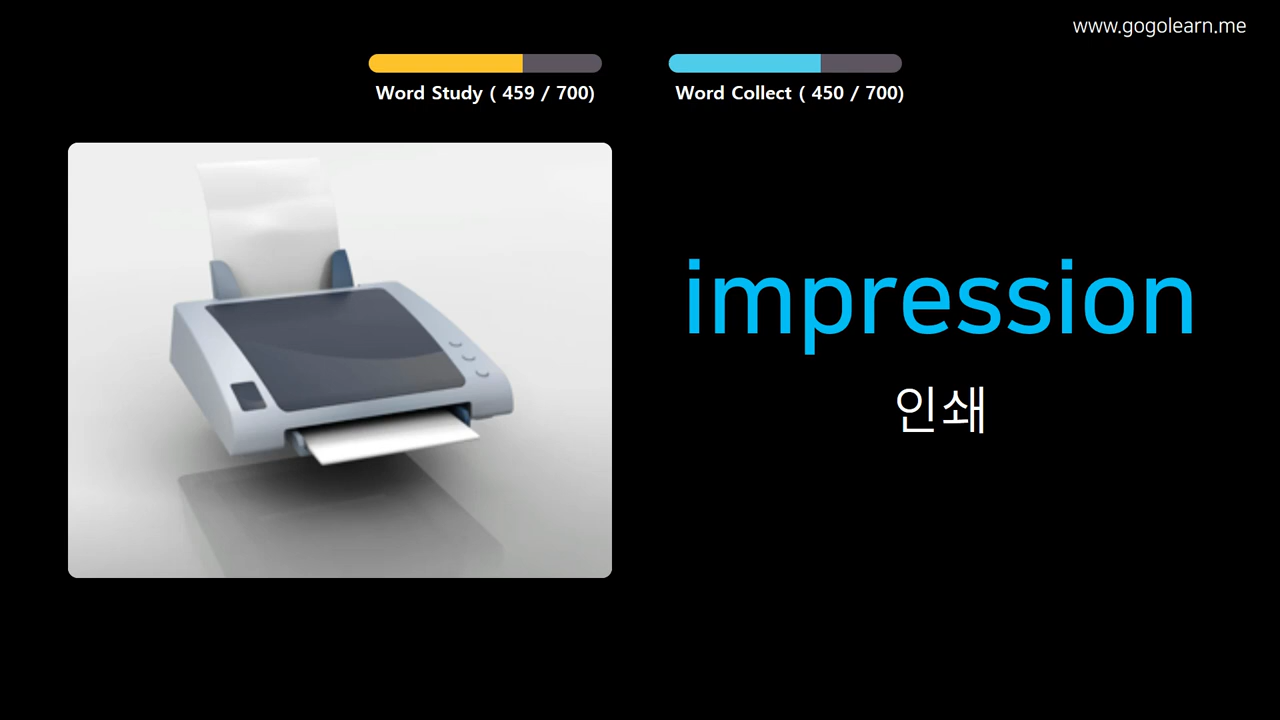 www.gogolearn.me
Word Study ( 459 / 700)
Word Collect ( 450 / 700)
impression
인쇄